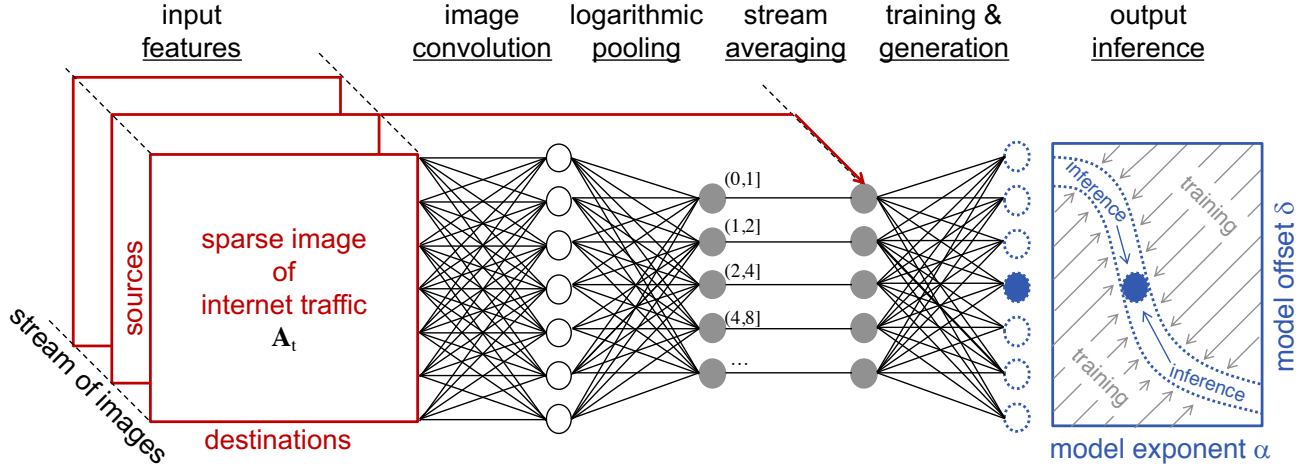 input
features
image
convolution
logarithmic
pooling
stream
averaging
training &
generation
output
inference
stream of images
sources
sparse image
of
internet traffic
A_t
destinations
(0,1]
(1,2]
(2,4]
(4,8]
...
inference
training
training
inference
model offset δ
model exponent α